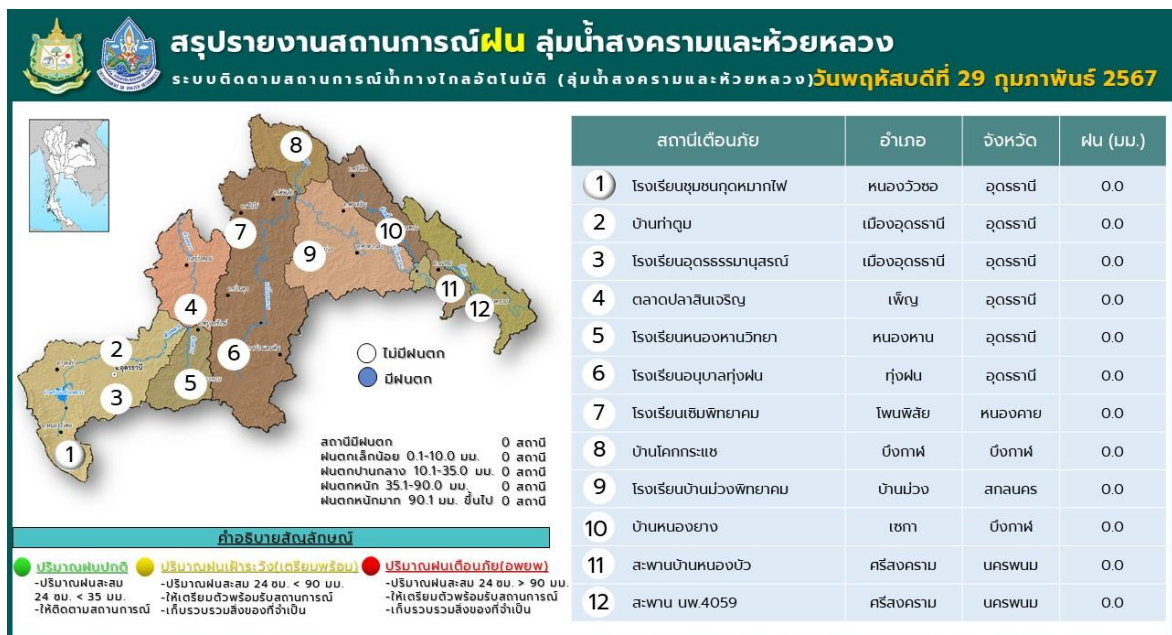 สรุปรายงานสถานการณ์ฝน ลุ่มน้ำสงครามและห้วยหลวง
ระบบติดตามสถานการณ์น้ำทางไกลอัตโนมัติ (ลุ่มน้ำสงครามและห้วยหลวง)วันพฤหัสบดีที่ 29 กุมภาพันธ์ 2567
8
7
10
9
11
12
4
6
2
อ.อุดรธานี
5
3
1
ไม่มีฝนตก
มีฝนตก
สถานีมีฝนตก 0 สถานี
ฝนตกเล็กน้อย 0.1-10.0 มม. 0 สถานี
ฝนตกปานกลาง 10.1-35.0 มม. 0 สถานี
ฝนตกหนัก 35.1-90.0 มม. 0 สถานี
ฝนตกหนักมาก 90.1 มม. ขึ้นไป 0 สถานี
คำอธิบายสัญลักษณ์
ปริมาณฝนปกติ
-ปริมาณฝนสะสม
24 ชม. < 35 มม.
-ให้ติดตามสถานการณ์
ปริมาณฝนเฝ้าระวัง(เตรียมพร้อม)
-ปริมาณฝนสะสม 24 ชม. < 90 มม.
-ให้เตรียมตัวพร้อมรับสถานการณ์
-เก็บรวบรวมสิ่งของที่จำเป็น
ปริมาณฝนเตือนภัย(อพยพ)
-ปริมาณฝนสะสม 24 ชม. > 90 มม.
-ให้เตรียมตัวพร้อมรับสถานการณ์
-เก็บรวบรวมสิ่งของที่จำเป็น
สถานีเตือนภัย อำเภอ จังหวัด ฝน (มม.)
1 โรงเรียนชุมชนกุดหมากไฟ หนองวัวซอ อุดรธานี 0.0
2 บ้านท่าตูม เมืองอุดรธานี อุดรธานี 0.0
3 โรงเรียนอุดรธรรมานุสรณ์ เมืองอุดรธานี อุดรธานี 0.0
4 ตลาดปลาสินเจริญ เพ็ญ อุดรธานี 0.0
5 โรงเรียนหนองหานวิทยา หนองหาน อุดรธานี 0.0
6 โรงเรียนอนุบาลทุ่งฝน ทุ่งฝน อุดรธานี 0.0
7 โรงเรียนเซิมพิทยาคม โพนพิสัย หนองคาย 0.0
8 บ้านโคกกระแซ บึงกาฬ บึงกาฬ 0.0
9 โรงเรียนบ้านม่วงพิทยาคม บ้านม่วง สกลนคร 0.0
10 บ้านหนองยาง เซกา บึงกาฬ 0.0
11 สะพานบ้านหนองบัว ศรีสงคราม นครพนม 0.0
12 สะพาน นพ.4059 ศรีสงคราม นครพนม 0.0